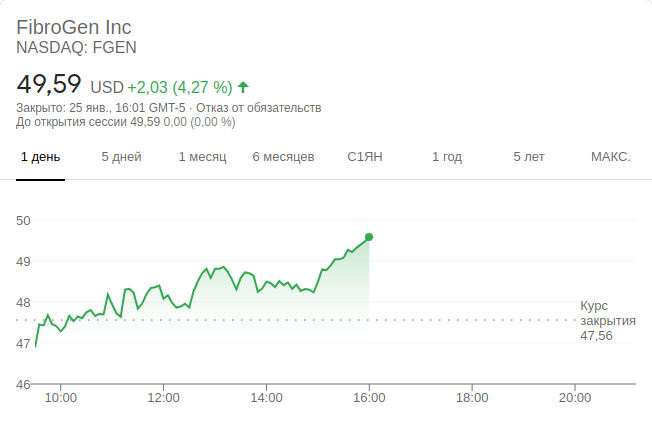 FibroGen Inc
NASDAQ: FGEN
49,59 USD +2,03 (4,27 %)
Закрыто: 25 янв., 16:01 GMT-5 · Отказ от обязательств
До открытия сессии 49,59 0,00 (0,00 %)
1 день 5 дней 1 месяц 6 месяцев С1ЯН 1 год 5 лет МАКС.
50
49
48
47
46
Курс
закрытия
47,56
10:00 12:00 14:00 16:00 18:00 20:00